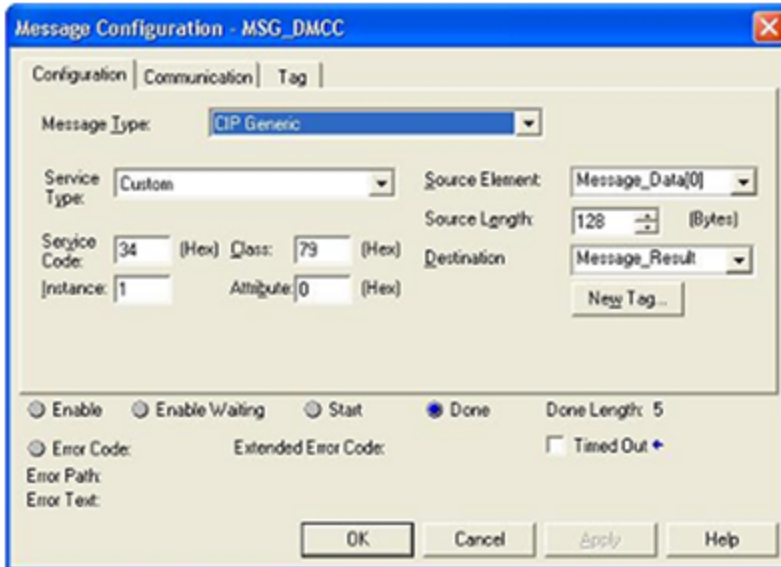 Message Configuration - MSG_DMCC
Configuration Communication Tag
Message Type: CIP Generic
Service Type: Custom
Source Element: Message_Data[0]
Source Length: 128 (Bytes)
Service Code: 34 (Hex) Class: 79 (Hex)
Destination Message_Result
Instance: 1 Attribute: 0 (Hex)
New Tag...
Enable Enable Waiting Start Done Done Length: 5
Error Code: Extended Error Code: Timed Out
Error Path:
Error Text:
OK Cancel Apply Help